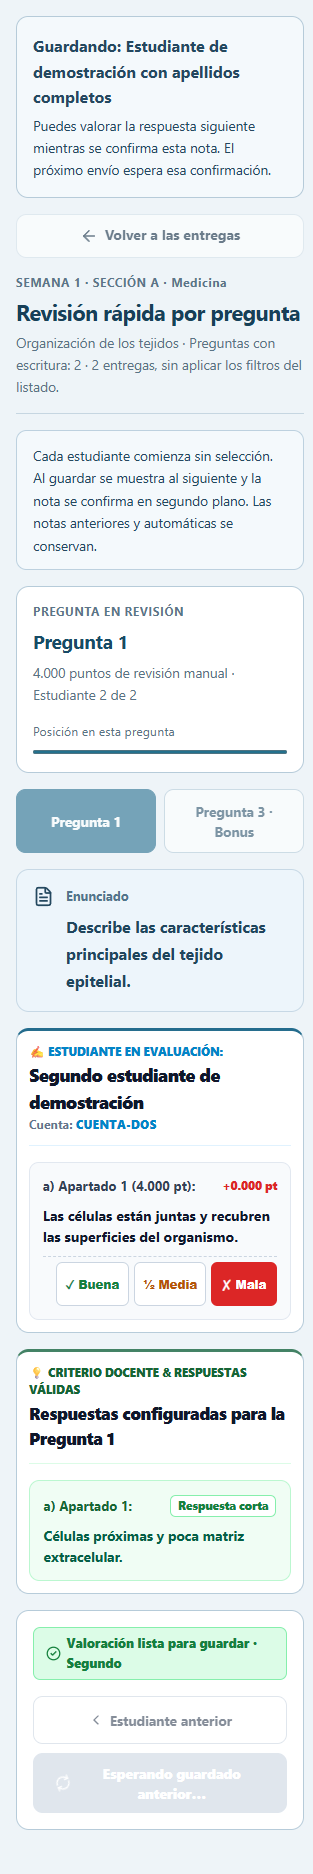 Guardando: Estudiante de
demostración con apellidos
completos
Puedes valorar la respuesta siguiente
mientras se confirma esta nota. El
próximo envío espera esa confirmación.
← Volver a las entregas
SEMANA 1 · SECCIÓN A · Medicina
Revisión rápida por pregunta
Organización de los tejidos · Preguntas con
escritura: 2 · 2 entregas, sin aplicar los filtros del
listado.
Cada estudiante comienza sin selección.
Al guardar se muestra al siguiente y la
nota se confirma en segundo plano. Las
notas anteriores y automáticas se
conservan.
PREGUNTA EN REVISIÓN
Pregunta 1
4.000 puntos de revisión manual ·
Estudiante 2 de 2
Posición en esta pregunta
Pregunta 1
Pregunta 3 ·
Bonus
Enunciado
Describe las características
principales del tejido
epitelial.
✍️ ESTUDIANTE EN EVALUACIÓN:
Segundo estudiante de
demostración
Cuenta: CUENTA-DOS
a) Apartado 1 (4.000 pt): +0.000 pt
Las células están juntas y recubren
las superficies del organismo.
✓ Buena ½ Media ✗ Mala
💡 CRITERIO DOCENTE & RESPUESTAS
VÁLIDAS
Respuestas configuradas para la
Pregunta 1
a) Apartado 1: Respuesta corta
Células próximas y poca matriz
extracelular.
Valoración lista para guardar ·
Segundo
Estudiante anterior
Esperando guardado
anterior...